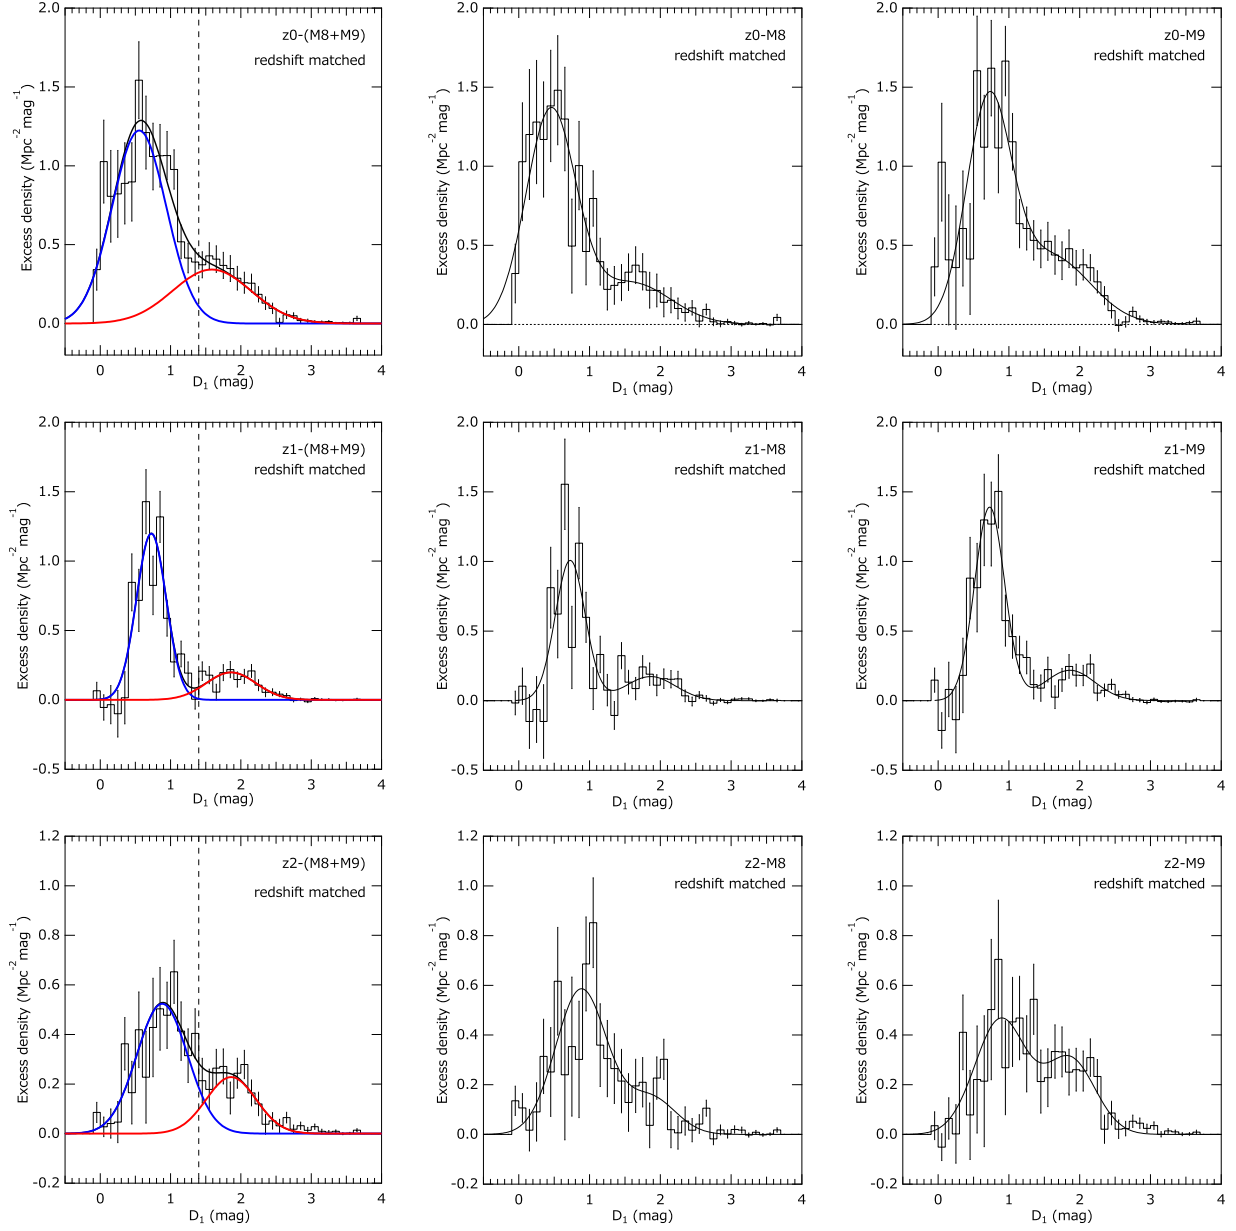 2.0
1.5
1.0
0.5
0.0
Excess density (Mpc⁻² mag⁻¹)
z0-(M8+M9)
redshift matched
0 1 2 3 4
D₁ (mag)
2.0
1.5
1.0
0.5
0.0
Excess density (Mpc⁻² mag⁻¹)
z0-M8
redshift matched
0 1 2 3 4
D₁ (mag)
2.0
1.5
1.0
0.5
0.0
Excess density (Mpc⁻² mag⁻¹)
z0-M9
redshift matched
0 1 2 3 4
D₁ (mag)
2.0
1.5
1.0
0.5
0.0
-0.5
Excess density (Mpc⁻² mag⁻¹)
z1-(M8+M9)
redshift matched
0 1 2 3 4
D₁ (mag)
2.0
1.5
1.0
0.5
0.0
-0.5
Excess density (Mpc⁻² mag⁻¹)
z1-M8
redshift matched
0 1 2 3 4
D₁ (mag)
2.0
1.5
1.0
0.5
0.0
-0.5
Excess density (Mpc⁻² mag⁻¹)
z1-M9
redshift matched
0 1 2 3 4
D₁ (mag)
1.2
1.0
0.8
0.6
0.4
0.2
0.0
-0.2
Excess density (Mpc⁻² mag⁻¹)
z2-(M8+M9)
redshift matched
0 1 2 3 4
D₁ (mag)
1.2
1.0
0.8
0.6
0.4
0.2
0.0
-0.2
Excess density (Mpc⁻² mag⁻¹)
z2-M8
redshift matched
0 1 2 3 4
D₁ (mag)
1.2
1.0
0.8
0.6
0.4
0.2
0.0
-0.2
Excess density (Mpc⁻² mag⁻¹)
z2-M9
redshift matched
0 1 2 3 4
D₁ (mag)